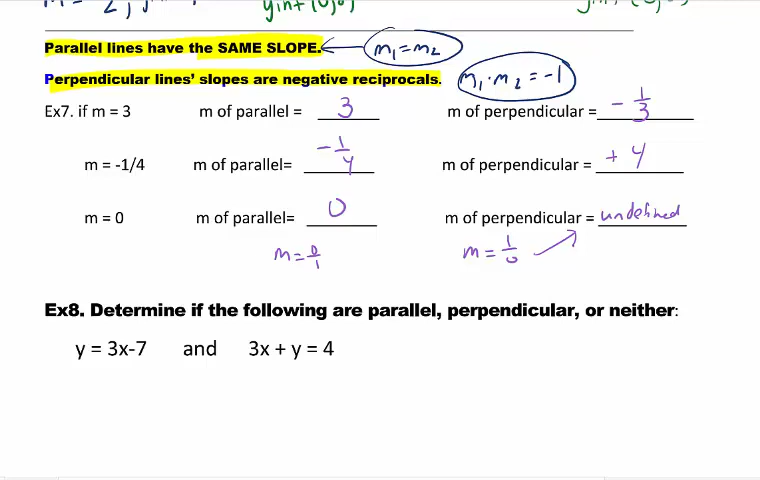 yint (0,0)
Parallel lines have the SAME SLOPE. m₁=m₂
Perpendicular lines' slopes are negative reciprocals. m₁·m₂=-1
Ex7. if m = 3 m of parallel = 3 m of perpendicular = -1/3
m = -1/4 m of parallel= -1/4 m of perpendicular = +4
m = 0 m of parallel= 0 m of perpendicular = undefined
m=0/1 m=1/0
Ex8. Determine if the following are parallel, perpendicular, or neither:
y = 3x-7 and 3x + y = 4